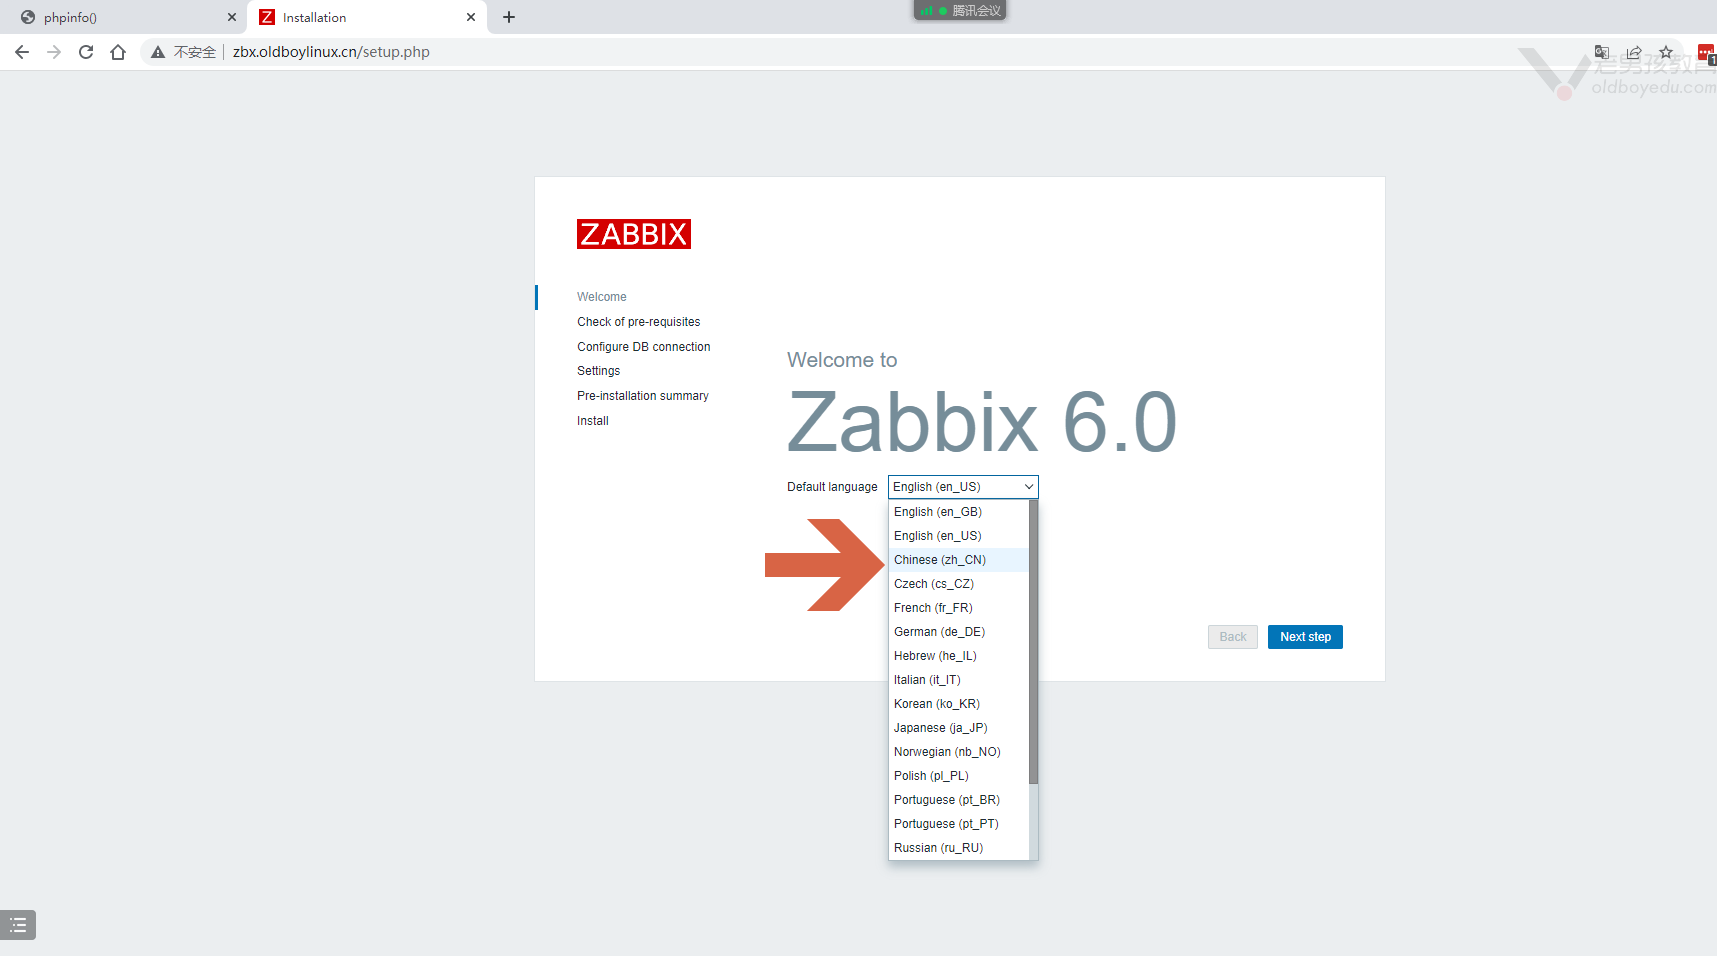 phpinfo()
Installation
腾讯会议
不安全
zbx.oldboylinux.cn/setup.php
1
老男孩教育
oldboyedu.com
Z
ZABBIX
Welcome
Check of pre-requisites
Configure DB connection
Settings
Pre-installation summary
Install
Welcome to
Zabbix 6.0
Default language
English (en_US)
English (en_GB)
English (en_US)
Chinese (zh_CN)
Czech (cs_CZ)
French (fr_FR)
German (de_DE)
Hebrew (he_IL)
Italian (it_IT)
Korean (ko_KR)
Japanese (ja_JP)
Norwegian (nb_NO)
Polish (pl_PL)
Portuguese (pt_BR)
Portuguese (pt_PT)
Russian (ru_RU)
Back
Next step